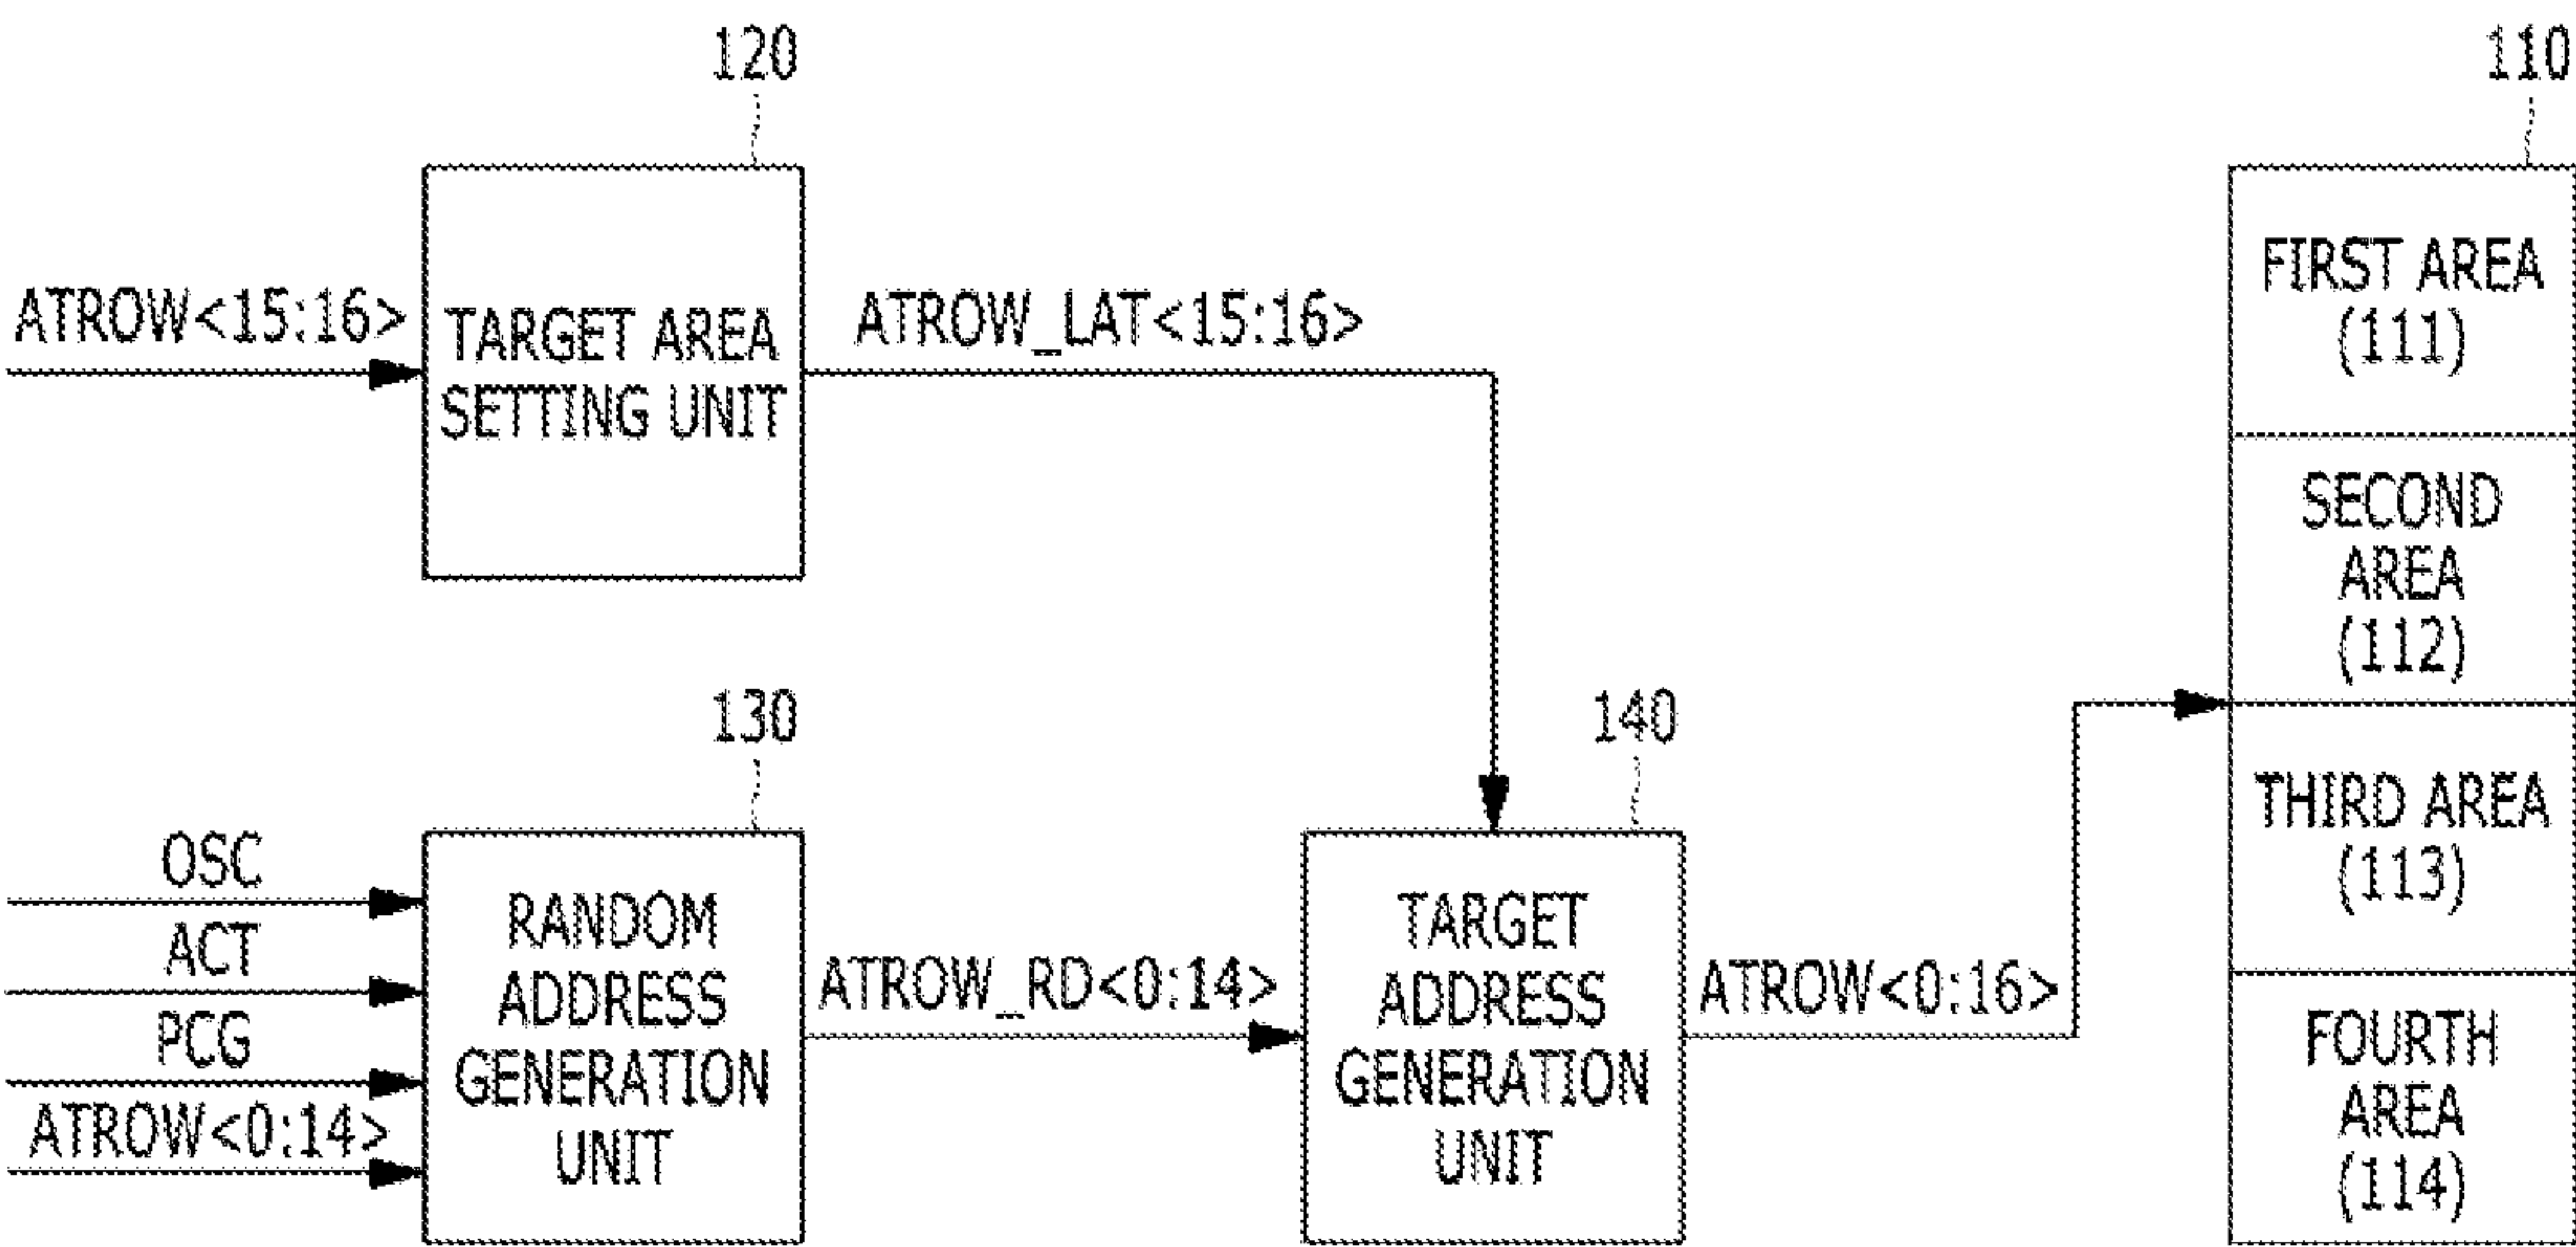 120
110
ATROW<15:16>
TARGET AREA
SETTING UNIT
ATROW_LAT<15:16>
FIRST AREA
(111)
SECOND
AREA
(112)
THIRD AREA
(113)
FOURTH
AREA
(114)
130
140
OSC
ACT
PCG
ATROW<0:14>
RANDOM
ADDRESS
GENERATION
UNIT
ATROW_RD<0:14>
TARGET
ADDRESS
GENERATION
UNIT
ATROW<0:16>